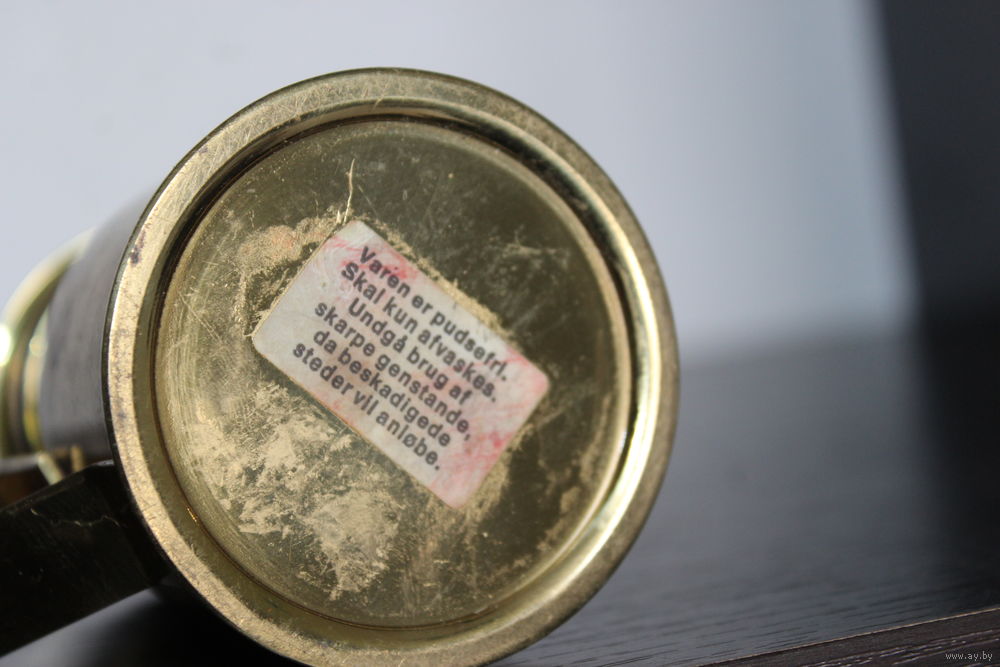 Varen er pudsefri.
Skal kun afvaskes.
Undgå brug af
skarpe genstande,
da beskadigede
steder vil anløbe.
www.ay.by